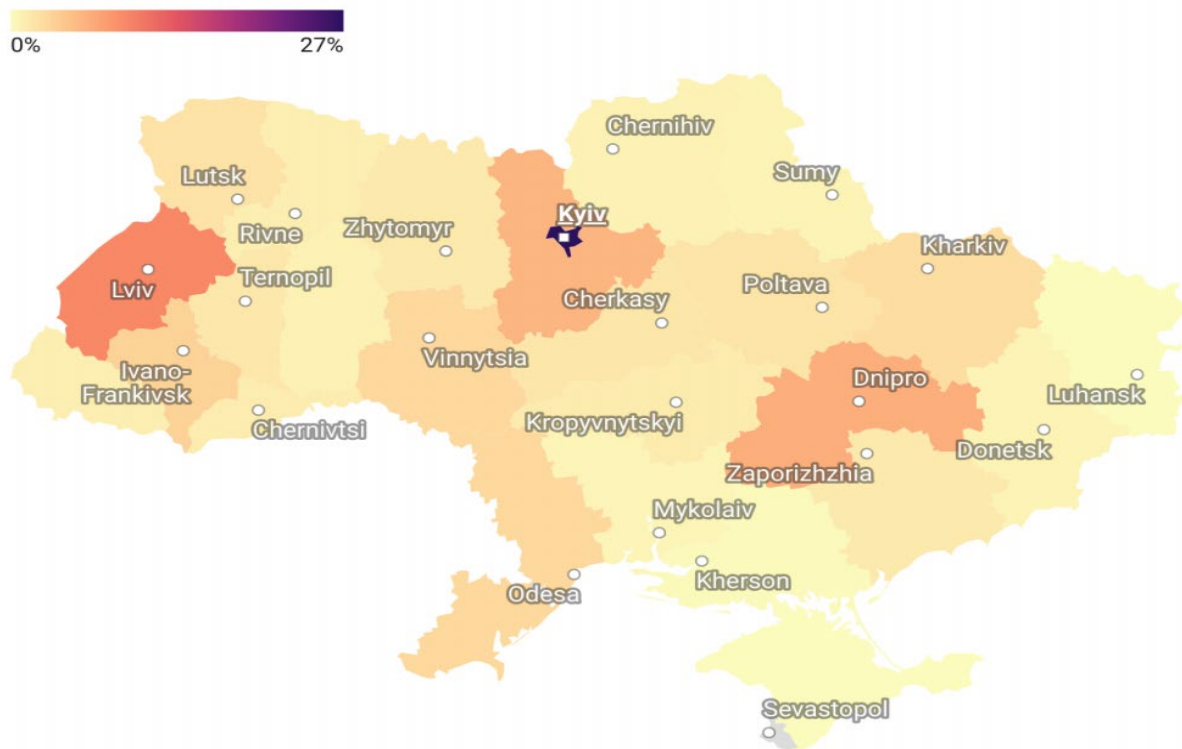 0% 27%
Chernihiv
Sumy
Lutsk
Kyiv
Rivne
Zhytomyr
Kharkiv
Ternopil
Lviv
Cherkasy
Poltava
Vinnytsia
Ivano-
Frankivsk
Dnipro
Luhansk
Kropyvnytskyi
Chernivtsi
Donetsk
Zaporizhzhia
Mykolaiv
Kherson
Odesa
Sevastopol